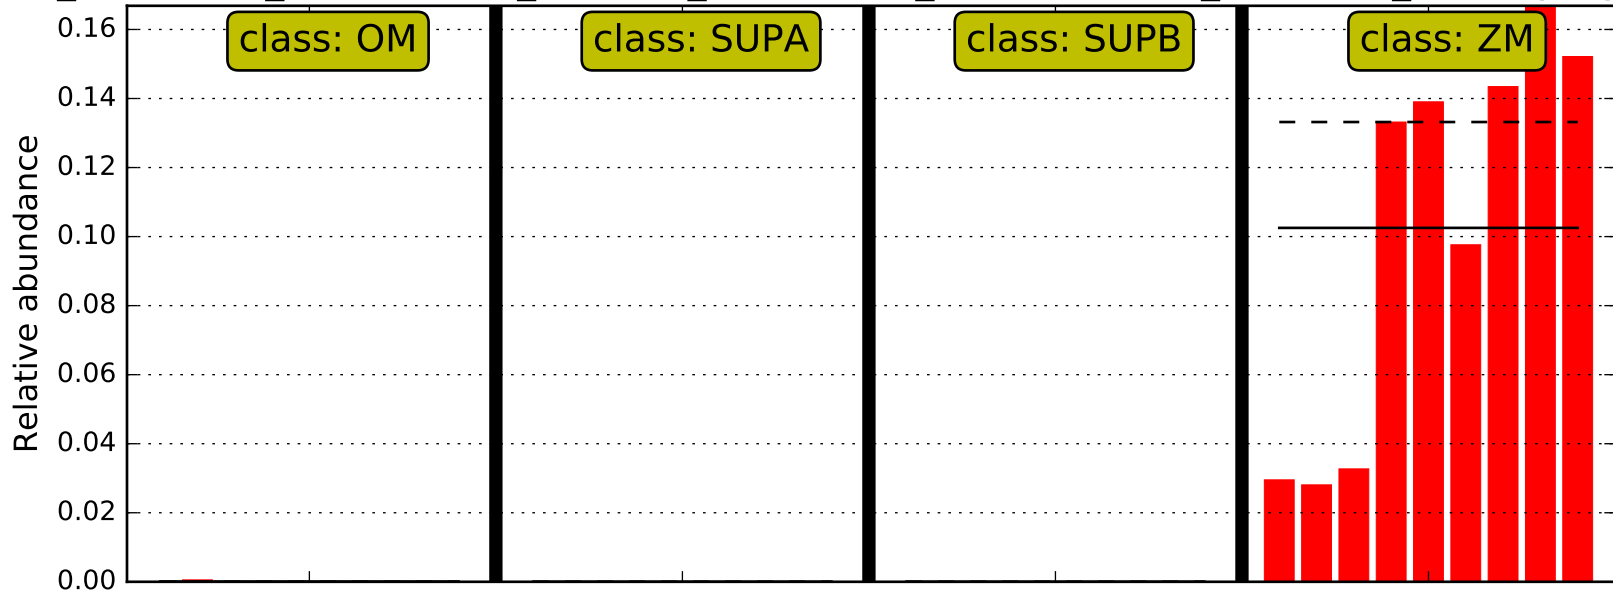 class: OM
class: SUPA
class: SUPB
class: ZM
Relative abundance
0.16
0.14
0.12
0.10
0.08
0.06
0.04
0.02
0.00